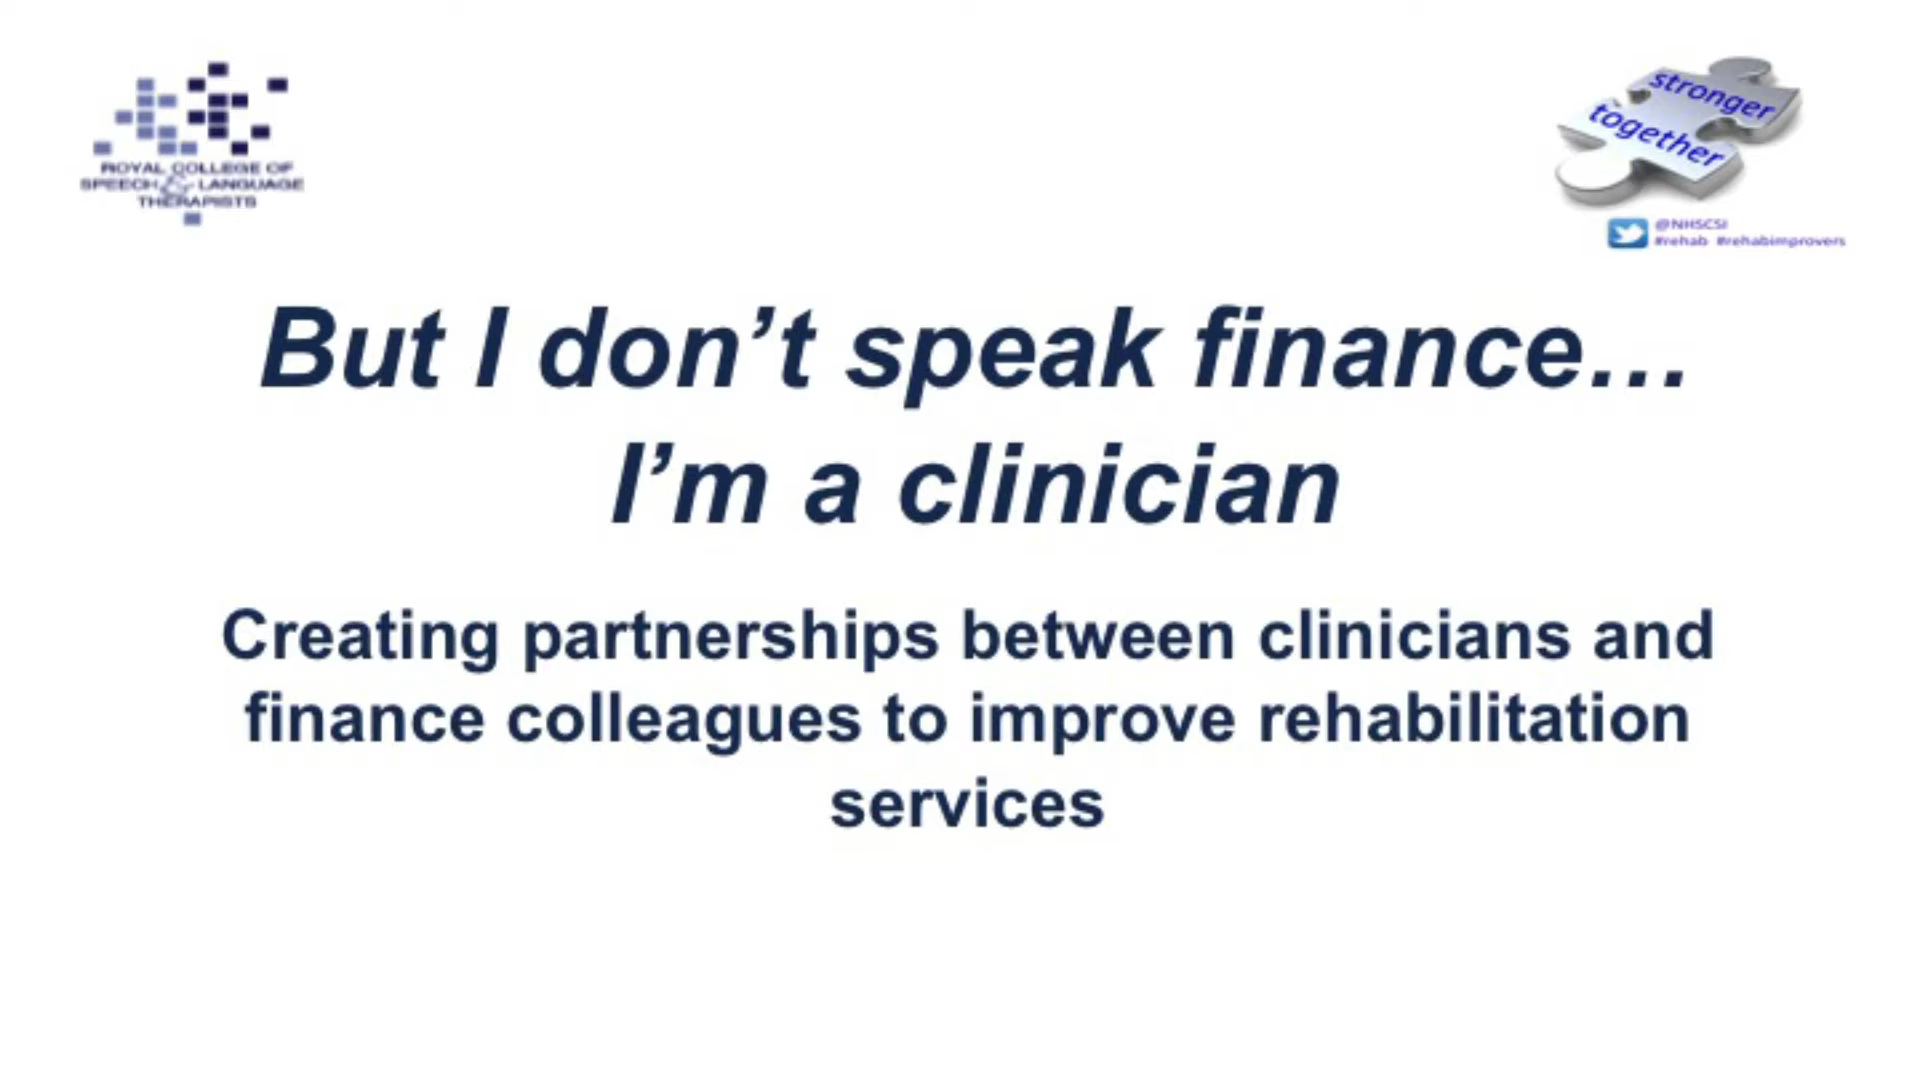 ROYAL COLLEGE OF
SPEECH & LANGUAGE
THERAPISTS
stronger
together
@NHSCSI
#rehab #rehabimprovers
But I don’t speak finance…
I’m a clinician
Creating partnerships between clinicians and
finance colleagues to improve rehabilitation
services